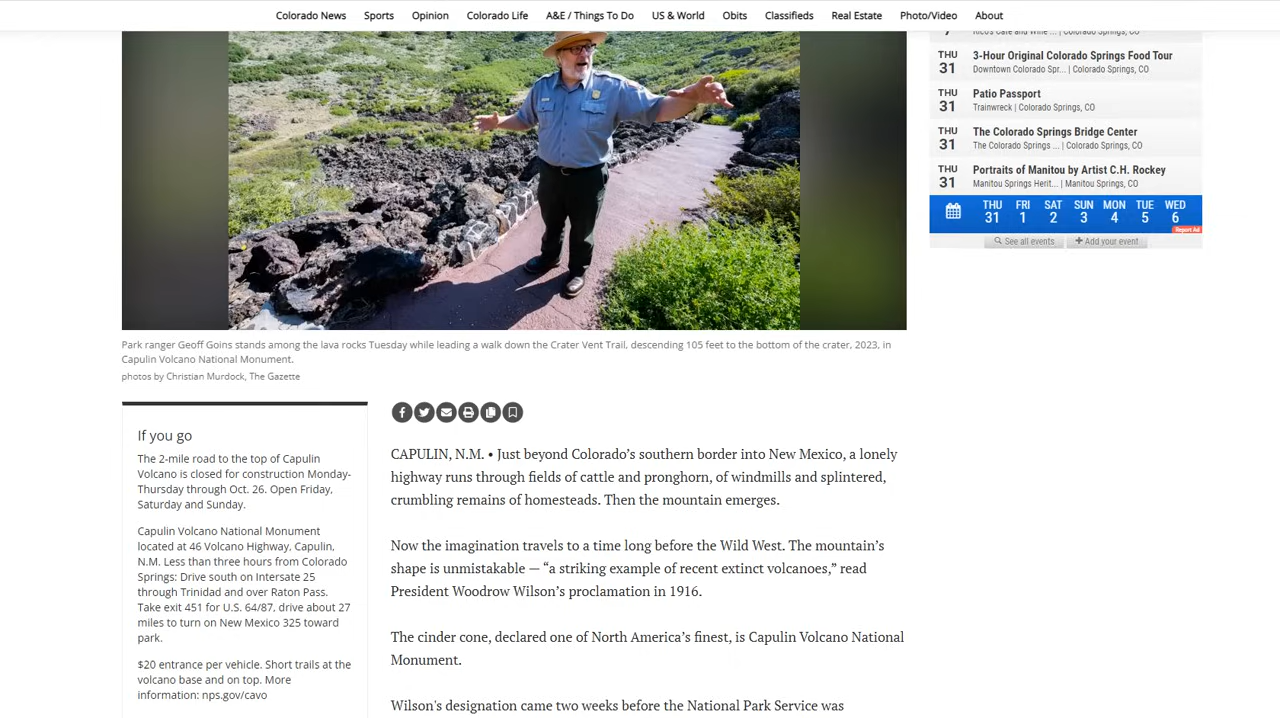 Colorado News Sports Opinion Colorado Life A&E / Things To Do US & World Obits Classifieds Real Estate Photo/Video About
Park ranger Geoff Goins stands among the lava rocks Tuesday while leading a walk down the Crater Vent Trail, descending 105 feet to the bottom of the crater, 2023, in
Capulin Volcano National Monument.
photos by Christian Murdock, The Gazette
If you go
The 2-mile road to the top of Capulin
Volcano is closed for construction Monday-
Thursday through Oct. 26. Open Friday,
Saturday and Sunday.
Capulin Volcano National Monument
located at 46 Volcano Highway, Capulin,
N.M. Less than three hours from Colorado
Springs: Drive south on Intersate 25
through Trinidad and over Raton Pass.
Take exit 451 for U.S. 64/87, drive about 27
miles to turn on New Mexico 325 toward
park.
$20 entrance per vehicle. Short trails at the
volcano base and on top. More
information: nps.gov/cavo
CAPULIN, N.M. • Just beyond Colorado’s southern border into New Mexico, a lonely
highway runs through fields of cattle and pronghorn, of windmills and splintered,
crumbling remains of homesteads. Then the mountain emerges.
Now the imagination travels to a time long before the Wild West. The mountain’s
shape is unmistakable — “a striking example of recent extinct volcanoes,” read
President Woodrow Wilson’s proclamation in 1916.
The cinder cone, declared one of North America’s finest, is Capulin Volcano National
Monument.
Wilson's designation came two weeks before the National Park Service was
| Colorado Springs, CO
THU 3-Hour Original Colorado Springs Food Tour
31 Downtown Colorado Spr... | Colorado Springs, CO
THU Patio Passport
31 Trainwreck | Colorado Springs, CO
THU The Colorado Springs Bridge Center
31 The Colorado Springs ... | Colorado Springs, CO
THU Portraits of Manitou by Artist C.H. Rockey
31 Manitou Springs Herit... | Manitou Springs, CO
THU FRI SAT SUN MON TUE WED
31 1 2 3 4 5 6
Report Ad
See all events Add your event